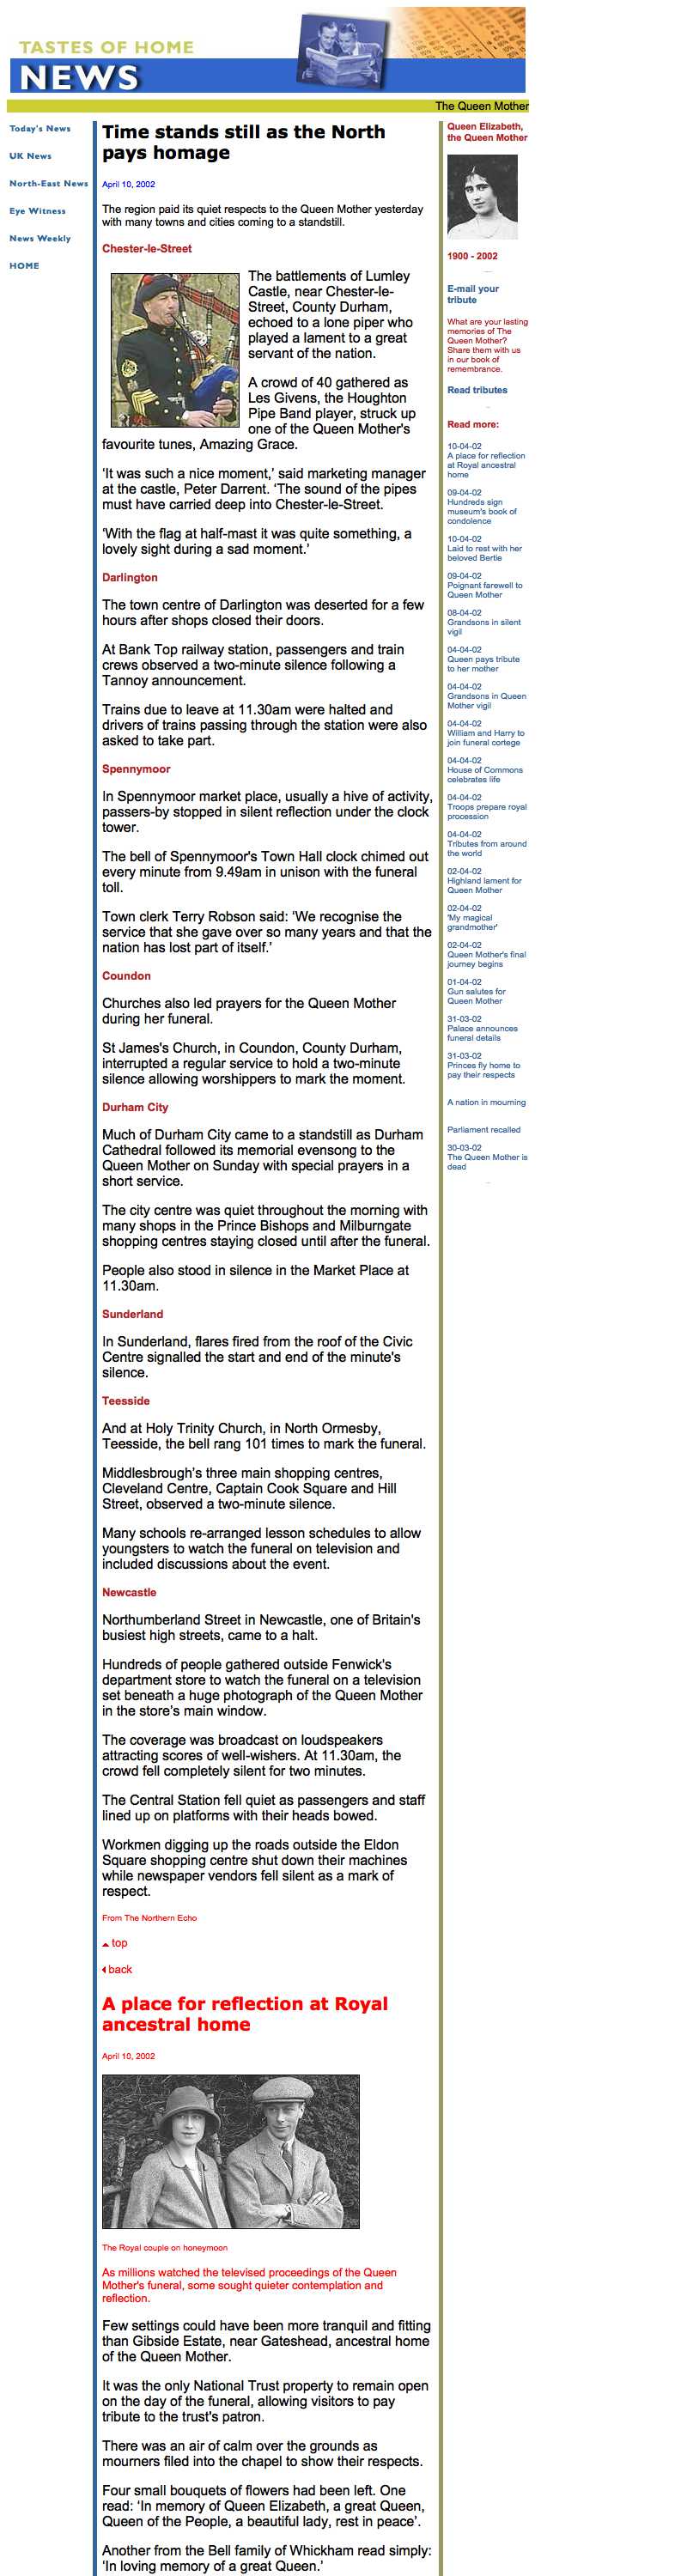 TASTES OF HOME
NEWS
The Queen Mother
Today's News
UK News
North-East News
Eye Witness
News Weekly
HOME
Time stands still as the North
pays homage
April 10, 2002
The region paid its quiet respects to the Queen Mother yesterday
with many towns and cities coming to a standstill.
Chester-le-Street
The battlements of Lumley
Castle, near Chester-le-
Street, County Durham,
echoed to a lone piper who
played a lament to a great
servant of the nation.
A crowd of 40 gathered as
Les Givens, the Houghton
Pipe Band player, struck up
one of the Queen Mother's
favourite tunes, Amazing Grace.
‘It was such a nice moment,’ said marketing manager
at the castle, Peter Darrent. ‘The sound of the pipes
must have carried deep into Chester-le-Street.
‘With the flag at half-mast it was quite something, a
lovely sight during a sad moment.’
Darlington
The town centre of Darlington was deserted for a few
hours after shops closed their doors.
At Bank Top railway station, passengers and train
crews observed a two-minute silence following a
Tannoy announcement.
Trains due to leave at 11.30am were halted and
drivers of trains passing through the station were also
asked to take part.
Spennymoor
In Spennymoor market place, usually a hive of activity,
passers-by stopped in silent reflection under the clock
tower.
The bell of Spennymoor's Town Hall clock chimed out
every minute from 9.49am in unison with the funeral
toll.
Town clerk Terry Robson said: ‘We recognise the
service that she gave over so many years and that the
nation has lost part of itself.’
Coundon
Churches also led prayers for the Queen Mother
during her funeral.
St James's Church, in Coundon, County Durham,
interrupted a regular service to hold a two-minute
silence allowing worshippers to mark the moment.
Durham City
Much of Durham City came to a standstill as Durham
Cathedral followed its memorial evensong to the
Queen Mother on Sunday with special prayers in a
short service.
The city centre was quiet throughout the morning with
many shops in the Prince Bishops and Milburngate
shopping centres staying closed until after the funeral.
People also stood in silence in the Market Place at
11.30am.
Sunderland
In Sunderland, flares fired from the roof of the Civic
Centre signalled the start and end of the minute's
silence.
Teesside
And at Holy Trinity Church, in North Ormesby,
Teesside, the bell rang 101 times to mark the funeral.
Middlesbrough’s three main shopping centres,
Cleveland Centre, Captain Cook Square and Hill
Street, observed a two-minute silence.
Many schools re-arranged lesson schedules to allow
youngsters to watch the funeral on television and
included discussions about the event.
Newcastle
Northumberland Street in Newcastle, one of Britain's
busiest high streets, came to a halt.
Hundreds of people gathered outside Fenwick's
department store to watch the funeral on a television
set beneath a huge photograph of the Queen Mother
in the store’s main window.
The coverage was broadcast on loudspeakers
attracting scores of well-wishers. At 11.30am, the
crowd fell completely silent for two minutes.
The Central Station fell quiet as passengers and staff
lined up on platforms with their heads bowed.
Workmen digging up the roads outside the Eldon
Square shopping centre shut down their machines
while newspaper vendors fell silent as a mark of
respect.
From The Northern Echo
top
back
A place for reflection at Royal
ancestral home
April 10, 2002
The Royal couple on honeymoon
As millions watched the televised proceedings of the Queen
Mother's funeral, some sought quieter contemplation and
reflection.
Few settings could have been more tranquil and fitting
than Gibside Estate, near Gateshead, ancestral home
of the Queen Mother.
It was the only National Trust property to remain open
on the day of the funeral, allowing visitors to pay
tribute to the trust's patron.
There was an air of calm over the grounds as
mourners filed into the chapel to show their respects.
Four small bouquets of flowers had been left. One
read: ‘In memory of Queen Elizabeth, a great Queen,
Queen of the People, a beautiful lady, rest in peace’.
Another from the Bell family of Whickham read simply:
‘In loving memory of a great Queen.’
Queen Elizabeth,
the Queen Mother
1900 - 2002
E-mail your
tribute
What are your lasting
memories of The
Queen Mother?
Share them with us
in our book of
remembrance.
Read tributes
Read more:
10-04-02
A place for reflection
at Royal ancestral
home
09-04-02
Hundreds sign
museum's book of
condolence
10-04-02
Laid to rest with her
beloved Bertie
09-04-02
Poignant farewell to
Queen Mother
08-04-02
Grandsons in silent
vigil
04-04-02
Queen pays tribute
to her mother
04-04-02
Grandsons in Queen
Mother vigil
04-04-02
William and Harry to
join funeral cortege
04-04-02
House of Commons
celebrates life
04-04-02
Troops prepare royal
procession
04-04-02
Tributes from around
the world
02-04-02
Highland lament for
Queen Mother
02-04-02
'My magical
grandmother'
02-04-02
Queen Mother's final
journey begins
01-04-02
Gun salutes for
Queen Mother
31-03-02
Palace announces
funeral details
31-03-02
Princes fly home to
pay their respects
A nation in mourning
Parliament recalled
30-03-02
The Queen Mother is
dead